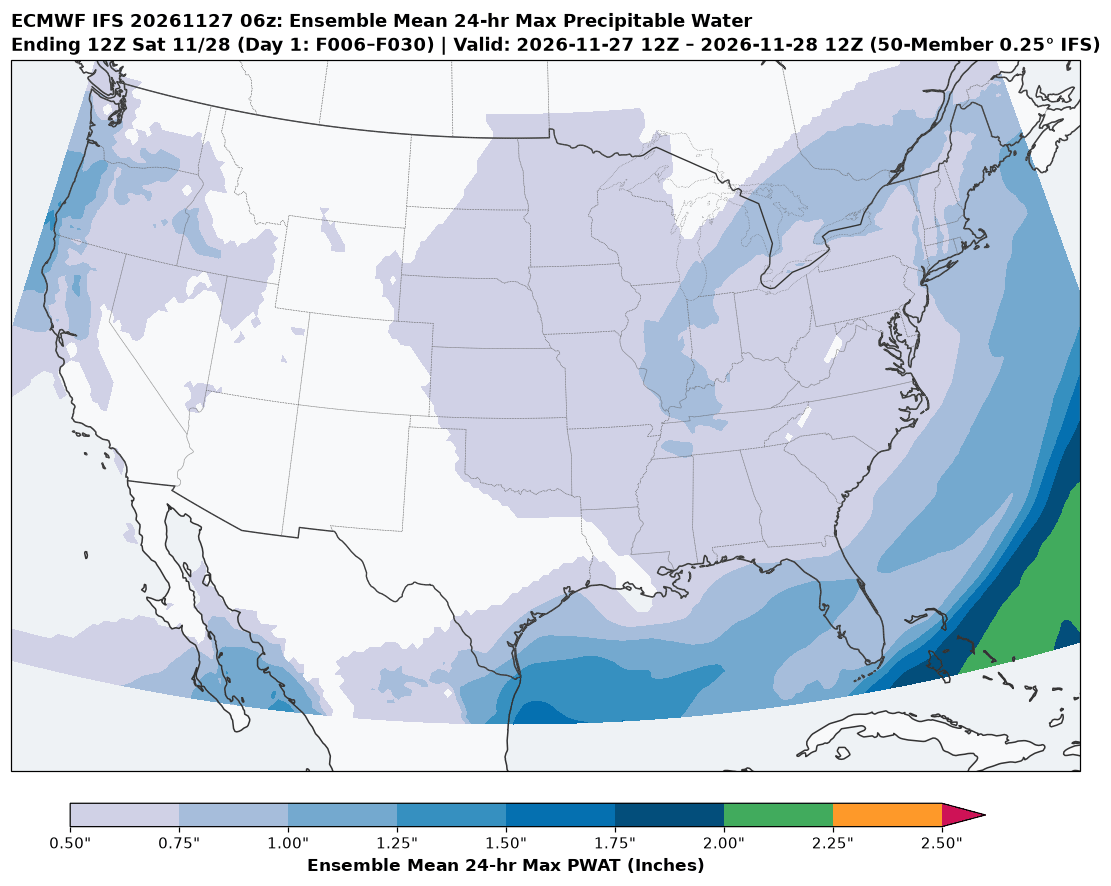 ECMWF IFS 20261127 06z: Ensemble Mean 24-hr Max Precipitable Water
Ending 12Z Sat 11/28 (Day 1: F006–F030) | Valid: 2026-11-27 12Z – 2026-11-28 12Z (50-Member 0.25° IFS)
0.50" 0.75" 1.00" 1.25" 1.50" 1.75" 2.00" 2.25" 2.50"
Ensemble Mean 24-hr Max PWAT (Inches)